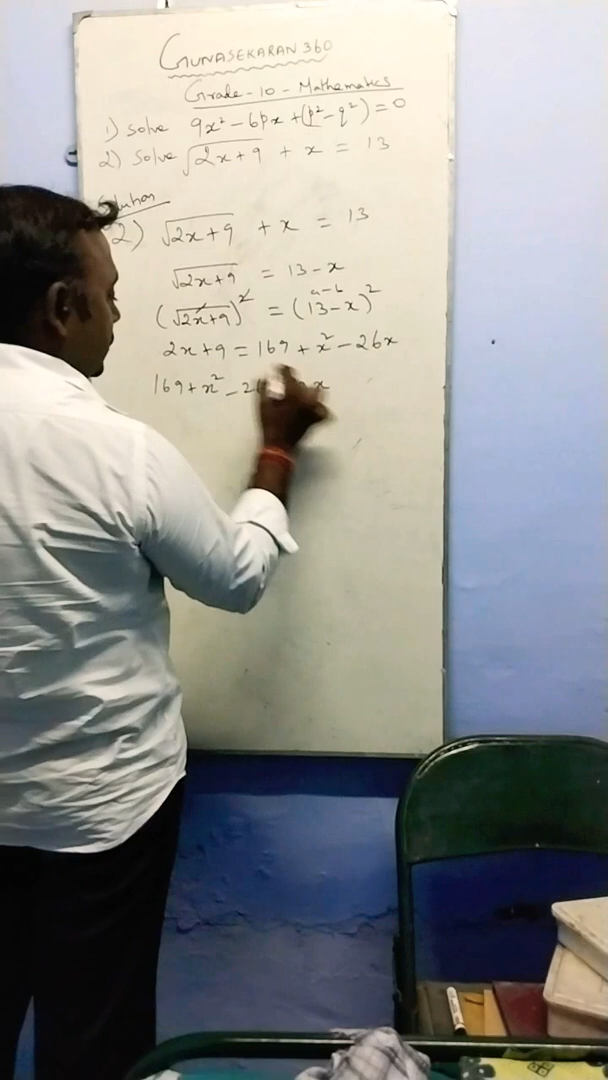 GUNASEKARAN 360
Grade-10-Mathematics
1) solve 9x² - 6px + (p² - q²) = 0
2) Solve √2x+9 + x = 13
Solution
2) √2x+9 + x = 13
√2x+9 = 13 - x
a-b
(√2x+9)² = (13-x)²
2x+9 = 169 + x² - 26x
169 + x² - 2 x